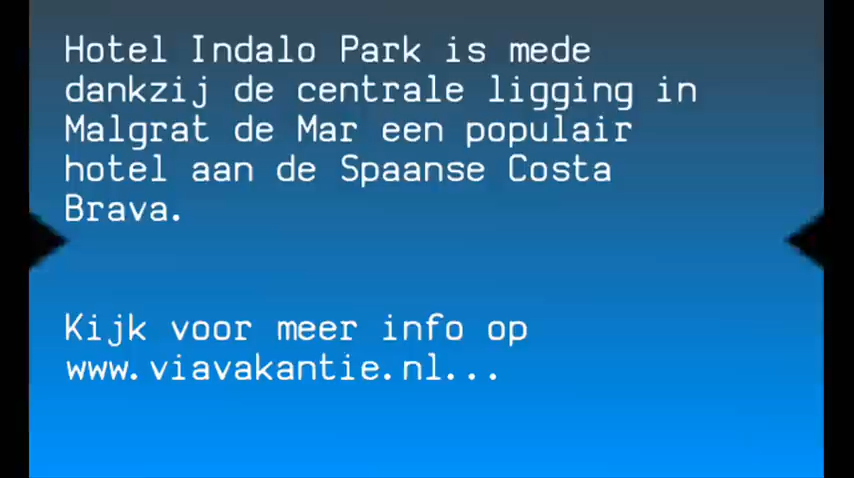 Hotel Indalo Park is mede
dankzij de centrale ligging in
Malgrat de Mar een populair
hotel aan de Spaanse Costa
Brava.
Kijk voor meer info op
www.viavakantie.nl...